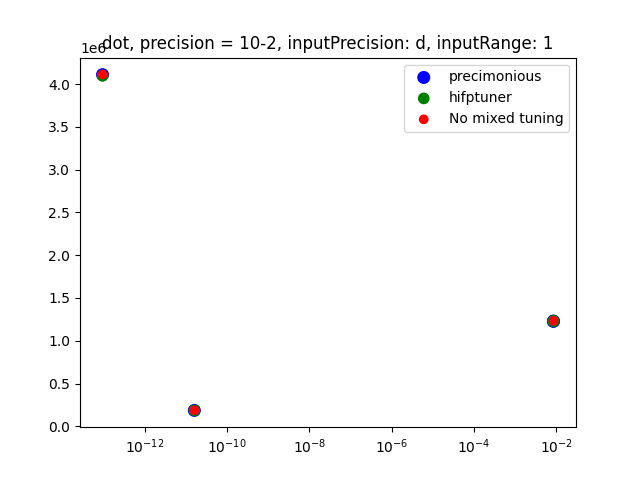 1e6
dot, precision = 10-2, inputPrecision: d, inputRange: 1
precimonious
hifptuner
No mixed tuning
4.0
3.5
3.0
2.5
2.0
1.5
1.0
0.5
0.0
10⁻¹² 10⁻¹⁰ 10⁻⁸ 10⁻⁶ 10⁻⁴ 10⁻²